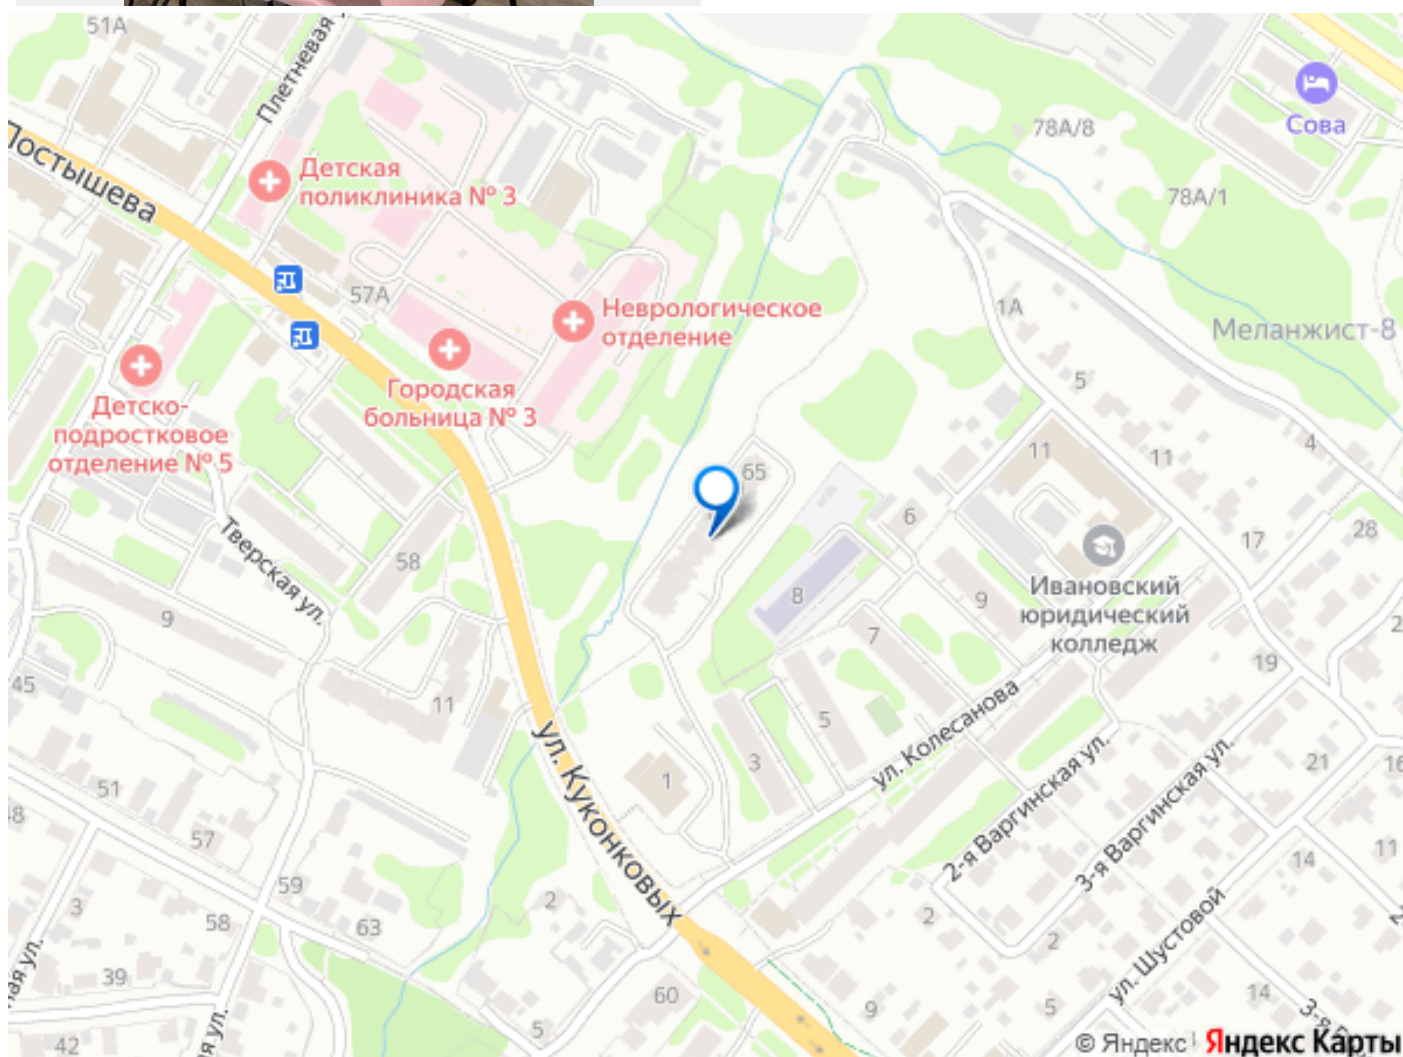 51А
Плетневая
Постышева
Детская
поликлиника № 3
78А/8
Сова
78А/1
57А
Неврологическое
отделение
1А
Меланжист-8
Городская
больница № 3
5
Детско-
подростковое
отделение № 5
65
11
11
4
6
17
28
Тверская ул.
58
8
9
Ивановский
юридический
колледж
9
7
19
45
11
5
ул. Колесанова
ул. Куконковых
3
1
2-я Варгинская ул.
3-я Варгинская ул.
21
16
51
57
14
11
59
3
58
63
2
2
2
ул. Шустовой
39
60
9
5
14
5
42
© Яндекс
Яндекс Карты